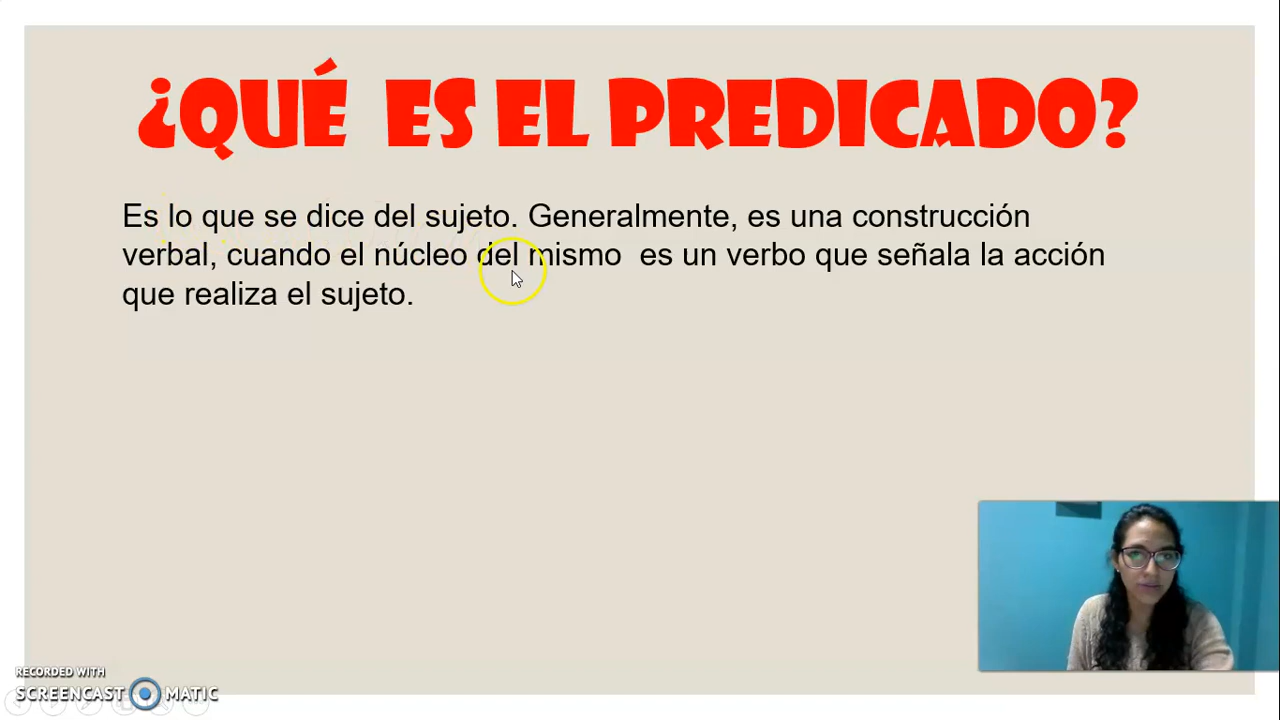 ¿QUÉ ES EL PREDICADO?
Es lo que se dice del sujeto. Generalmente, es una construcción
verbal, cuando el núcleo del mismo es un verbo que señala la acción
que realiza el sujeto.
RECORDED WITH
SCREENCAST MATIC